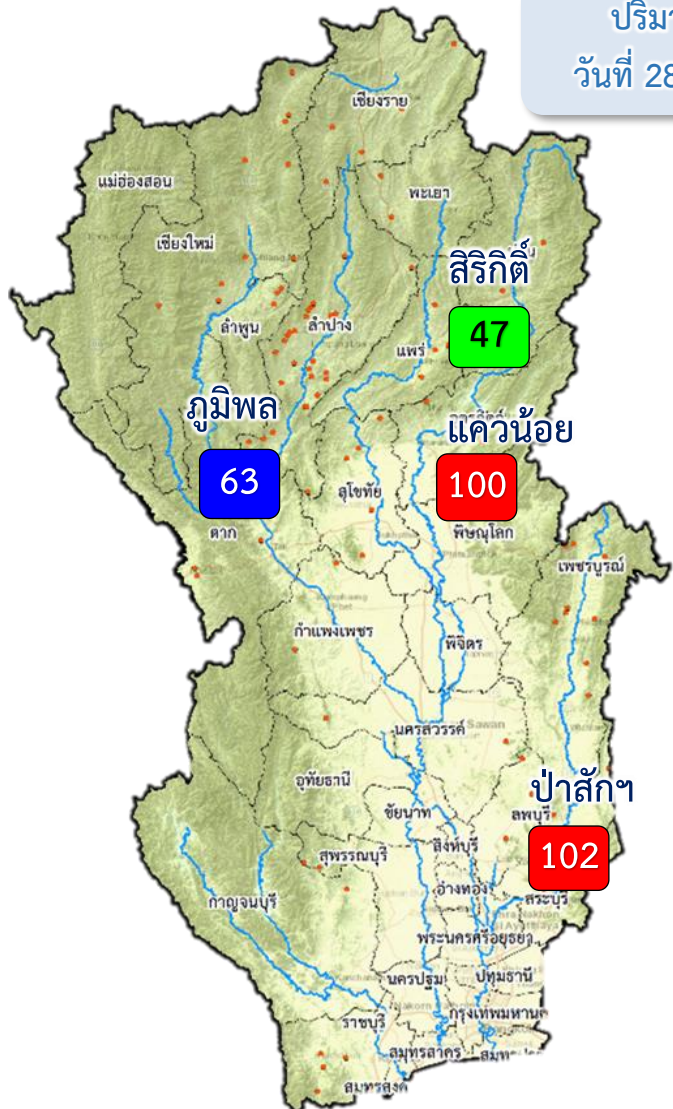 ปริมา
วันที่ 28
เชียงราย
แม่ฮ่องสอน
พะเยา
เชียงใหม่
สิริกิติ์
47
ลำพูน
ลำปาง
แพร่
ภูมิพล
63
แควน้อย
100
สุโขทัย
ตาก
พิษณุโลก
เพชรบูรณ์
กำแพงเพชร
พิจิตร
นครสวรรค์
Sawan
อุทัยธานี
ป่าสักฯ
102
ชัยนาท
ลพบุรี
สิงห์บุรี
สุพรรณบุรี
อ่างทอง
สระบุรี
กาญจนบุรี
พระนครศรีอยุธยา
นครปฐม
ปทุมธานี
กรุงเทพมหานค
ราชบุรี
สมุทรสาคร
สมุทรสงค